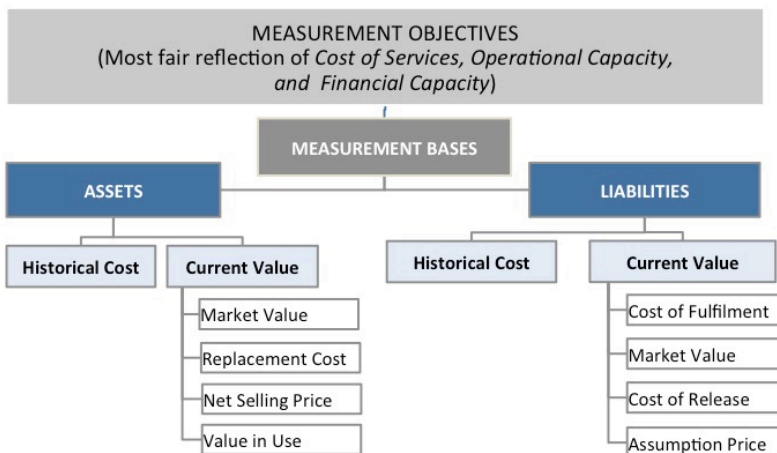 MEASUREMENT OBJECTIVES
(Most fair reflection of Cost of Services, Operational Capacity,
and Financial Capacity)
MEASUREMENT BASES
ASSETS
LIABILITIES
Historical Cost
Current Value
Market Value
Replacement Cost
Net Selling Price
Value in Use
Historical Cost
Current Value
Cost of Fulfilment
Market Value
Cost of Release
Assumption Price